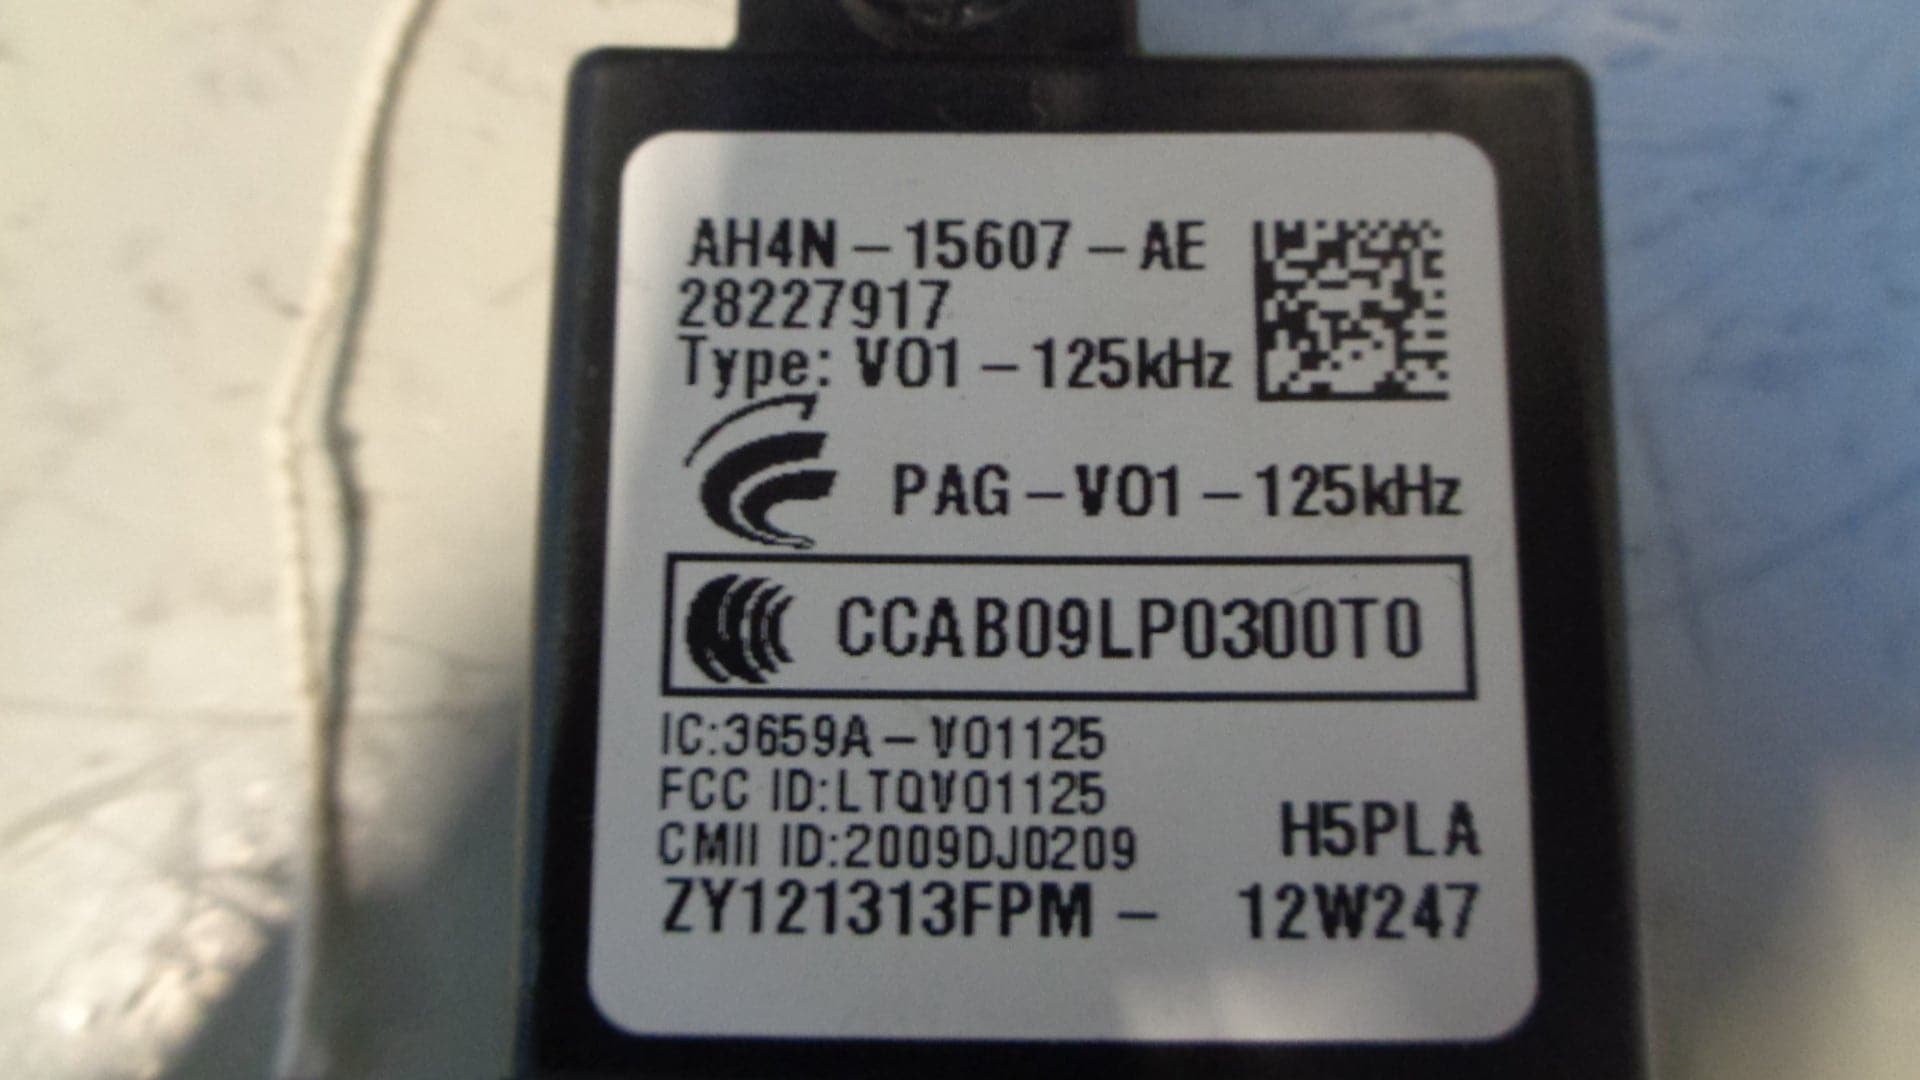 AH4N-15607-AE
28227917
Type: V01-125kHz
PAG-V01-125kHz
CCAB09LP0300T0
IC:3659A-V01125
FCC ID:LTQV01125
CMII ID:2009DJ0209
H5PLA
ZY121313FPM- 12W247